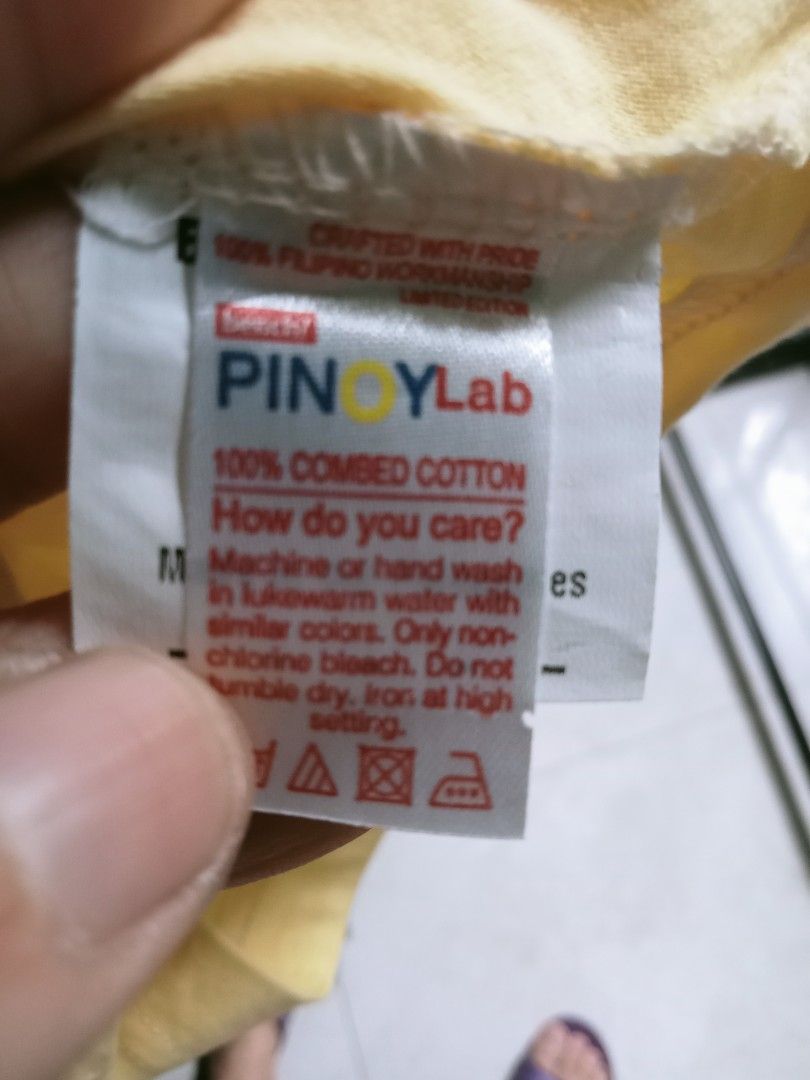 CRAFTED WITH PRIDE
100% FILIPINO WORKMANSHIP
LIMITED EDITION
bench/
PINOYLab
100% COMBED COTTON
How do you care?
Machine or hand wash
in lukewarm water with
similar colors. Only non-
chlorine bleach. Do not
tumble dry. Iron at high
setting.
es